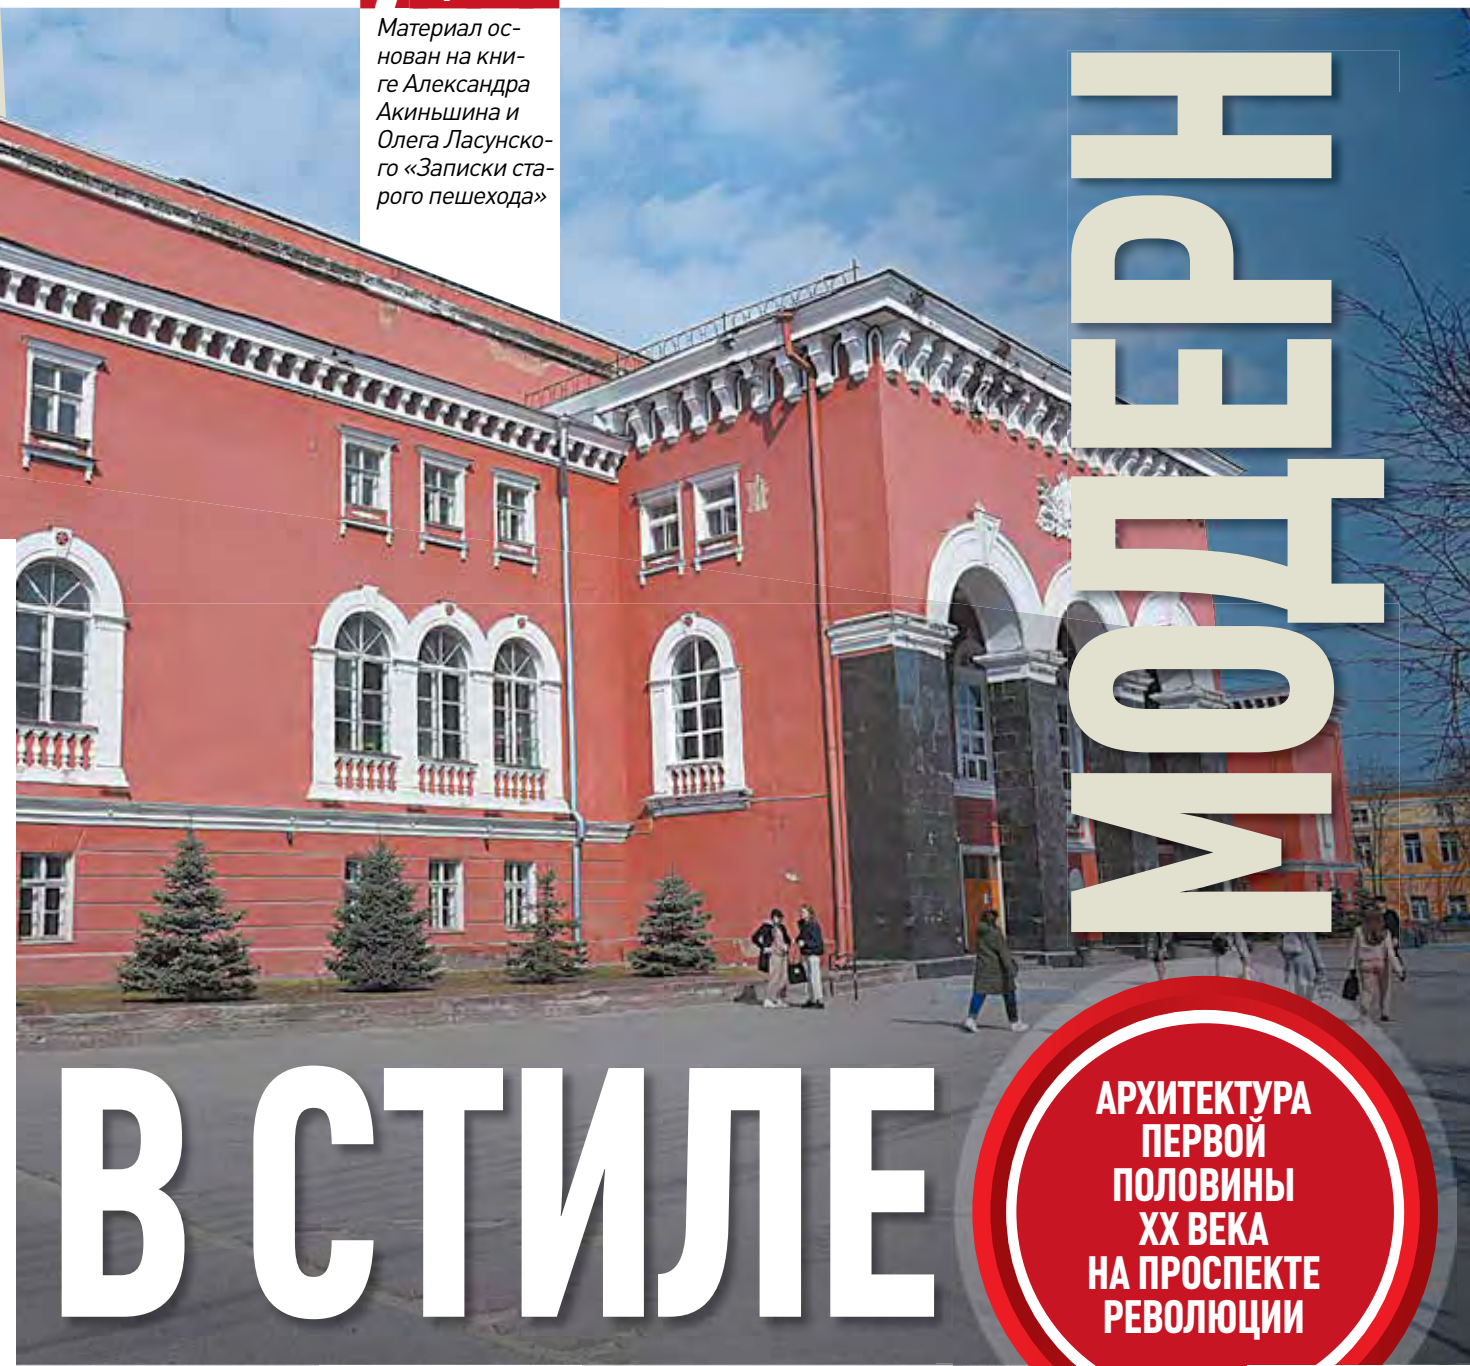 Материал ос-
нован на кни-
ге Александра
Акиньшина и
Олега Ласунско-
го «Записки ста-
рого пешехода»
В СТИЛЕ
МОДЕРН
АРХИТЕКТУРА
ПЕРВОЙ
ПОЛОВИНЫ
XX ВЕКА
НА ПРОСПЕКТЕ
РЕВОЛЮЦИИ